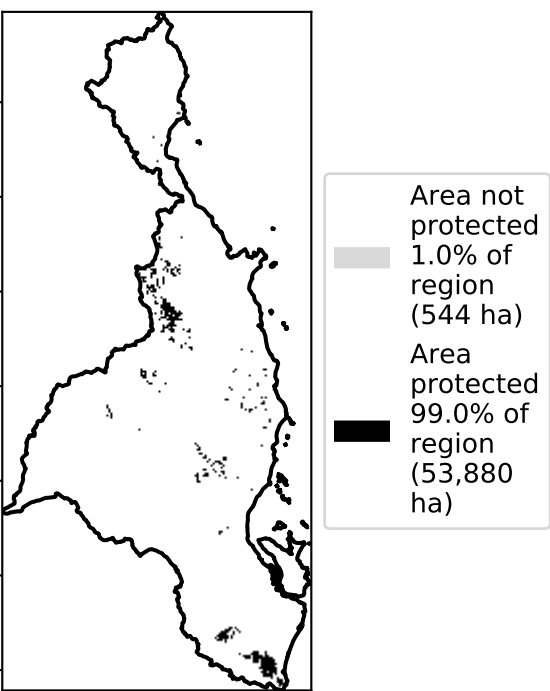 Area not
protected
1.0% of
region
(544 ha)
Area
protected
99.0% of
region
(53,880
ha)